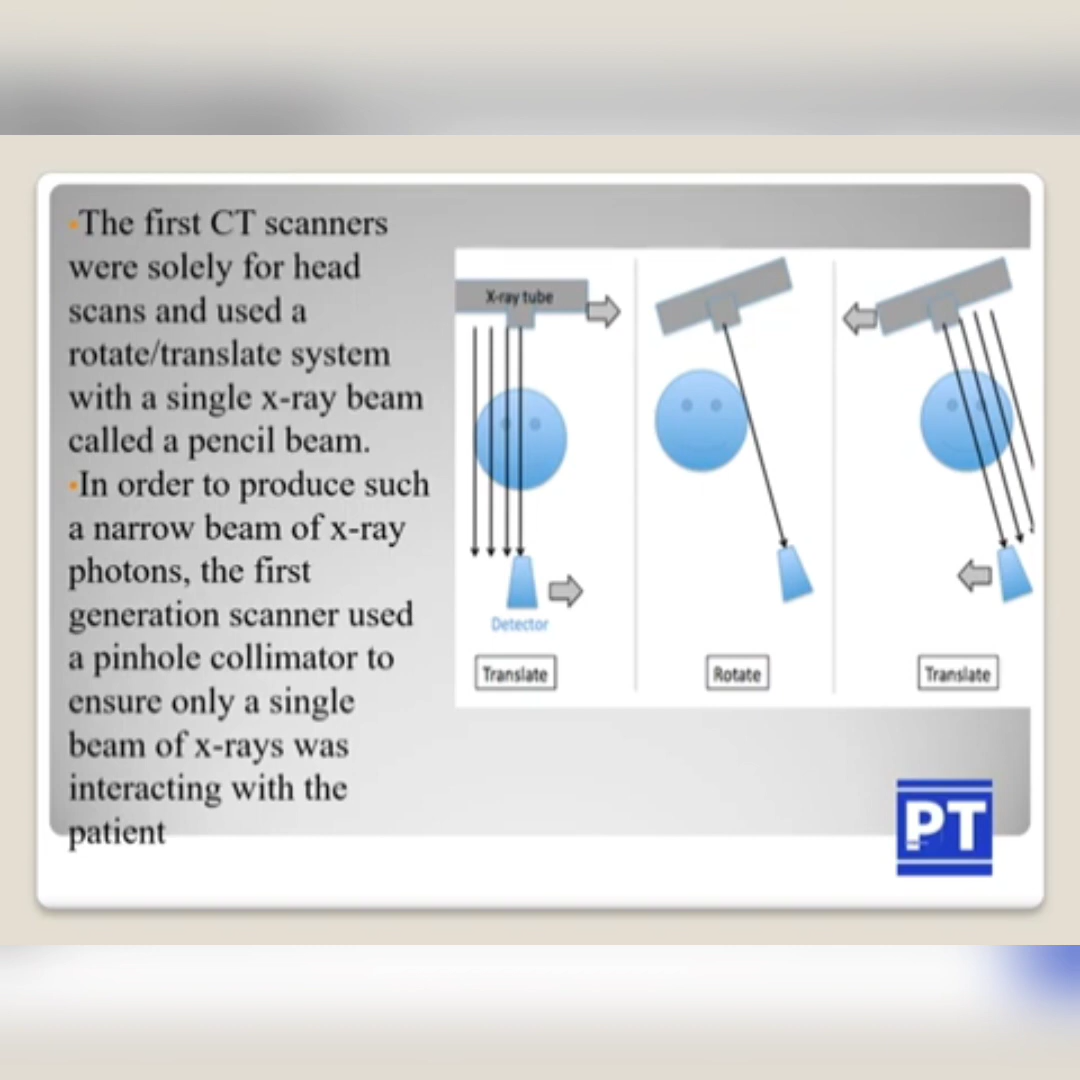 •The first CT scanners
were solely for head
scans and used a
rotate/translate system
with a single x-ray beam
called a pencil beam.
•In order to produce such
a narrow beam of x-ray
photons, the first
generation scanner used
a pinhole collimator to
ensure only a single
beam of x-rays was
interacting with the
patient
X-ray tube
Detector
Translate
Rotate
Translate
PT